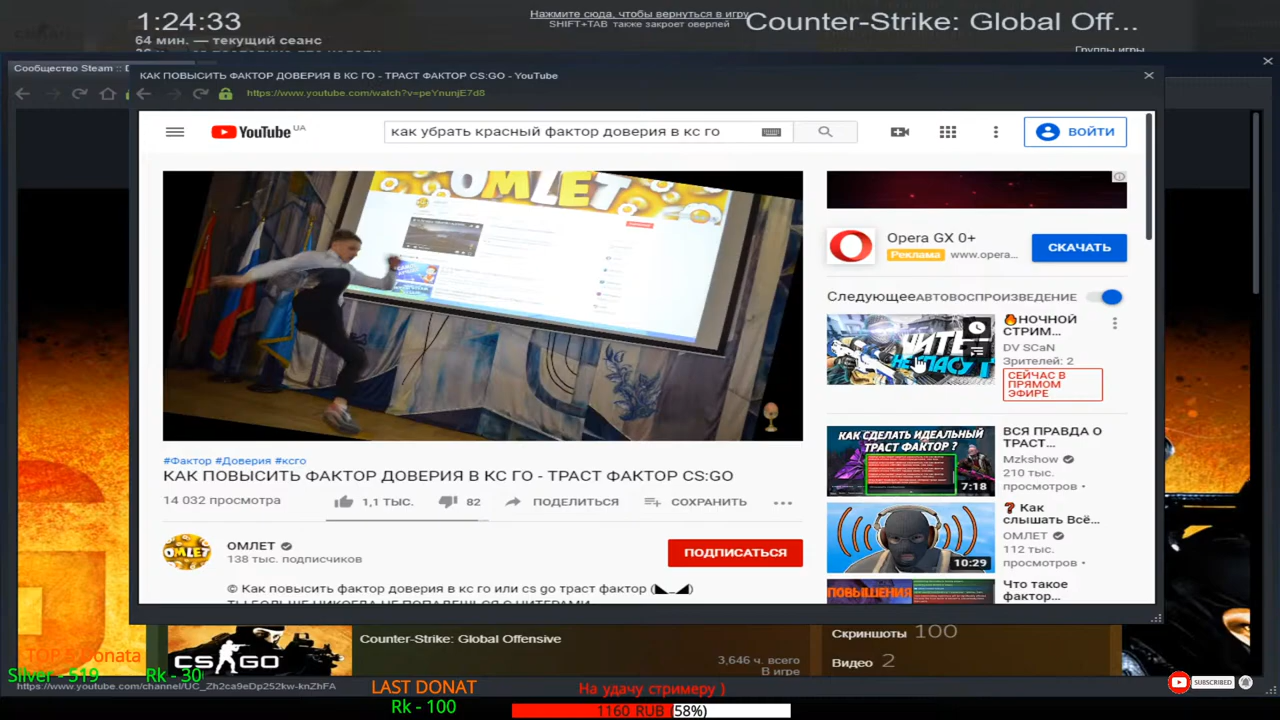 1:24:33
64 мин. — текущий сеанс
Нажмите сюда, чтобы вернуться в игру
SHIFT+TAB также закроет оверлей
Counter-Strike: Global Off...
Группы игры
Сообщество Steam ::
КАК ПОВЫСИТЬ ФАКТОР ДОВЕРИЯ В КС ГО - ТРАСТ ФАКТОР CS:GO - YouTube
https://www.youtube.com/watch?v=peYnunjE7d8
YouTube UA
как убрать красный фактор доверия в кс го
ВОЙТИ
OMLET
Opera GX 0+
Реклама www.opera...
СКАЧАТЬ
Следующее АВТОВОСПРОИЗВЕДЕНИЕ
НОЧНОЙ
СТРИМ...
DV SCaN
Зрителей: 2
СЕЙЧАС В
ПРЯМОМ
ЭФИРЕ
КАК СДЕЛАТЬ ИДЕАЛЬНЫЙ
ТРАСТ ФАКТОР ?
7:18
ВСЯ ПРАВДА О
ТРАСТ...
Mzkshow
210 тыс.
просмотров •
#Фактор #Доверия #ксго
КАК ПОВЫСИТЬ ФАКТОР ДОВЕРИЯ В КС ГО - ТРАСТ ФАКТОР CS:GO
14 032 просмотра
1,1 ТЫС.
82
ПОДЕЛИТЬСЯ
СОХРАНИТЬ
10:29
? Как
слышать Всё...
ОМЛЕТ
112 тыс.
просмотров •
OMLET
ОМЛЕТ
138 тыс. подписчиков
ПОДПИСАТЬСЯ
© Как повысить фактор доверия в кс го или cs go траст фактор
ПОВЫШЕНИЯ
Что такое
фактор...
CS GO
Counter-Strike: Global Offensive
3,646 ч. всего
В игре
Скриншоты 100
Видео 2
TOP 5 Donata
Silver - 519
Rk - 30
https://www.youtube.com/channel/UC_Zh2ca9eDp252kw-knZhFA
LAST DONAT
Rk - 100
На удачу стримеру )
1160 RUB (58%)
SUBSCRIBED